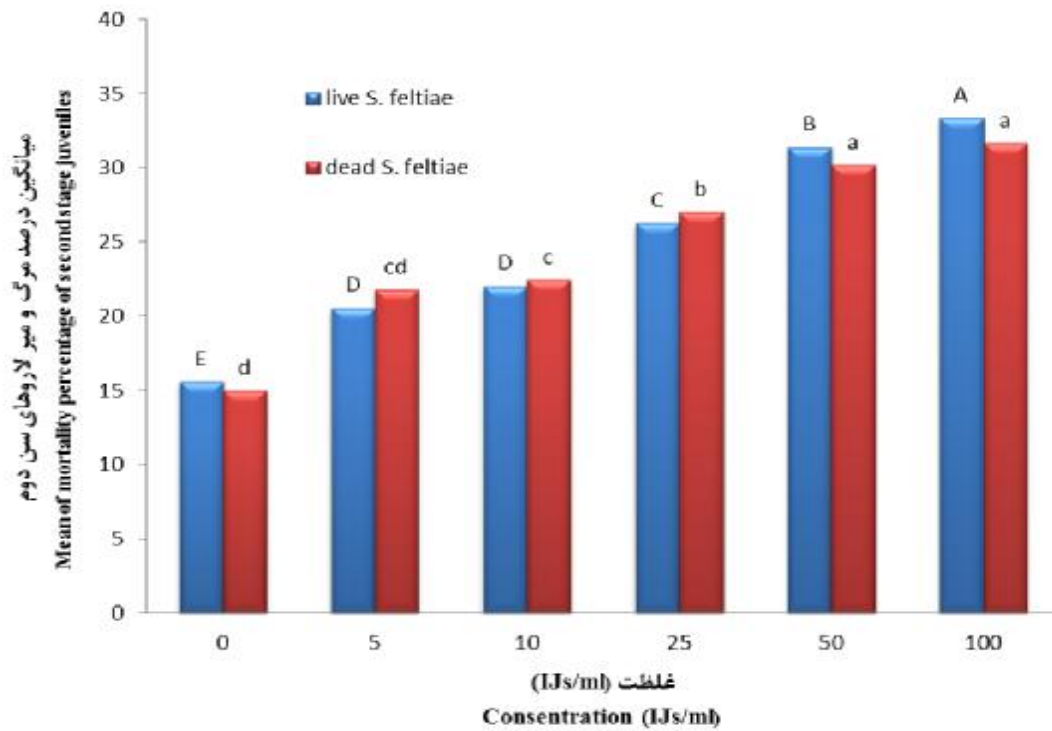 40
35
30
25
20
15
10
5
0
میانگین درصد مرگ و میر لاروهای سن دوم
Mean of mortality percentage of second stage juveniles
live S. feltiae
dead S. feltiae
E d
D cd
D c
C b
B a
A a
0 5 10 25 50 100
غلظت (IJs/ml)
Consentration (IJs/ml)